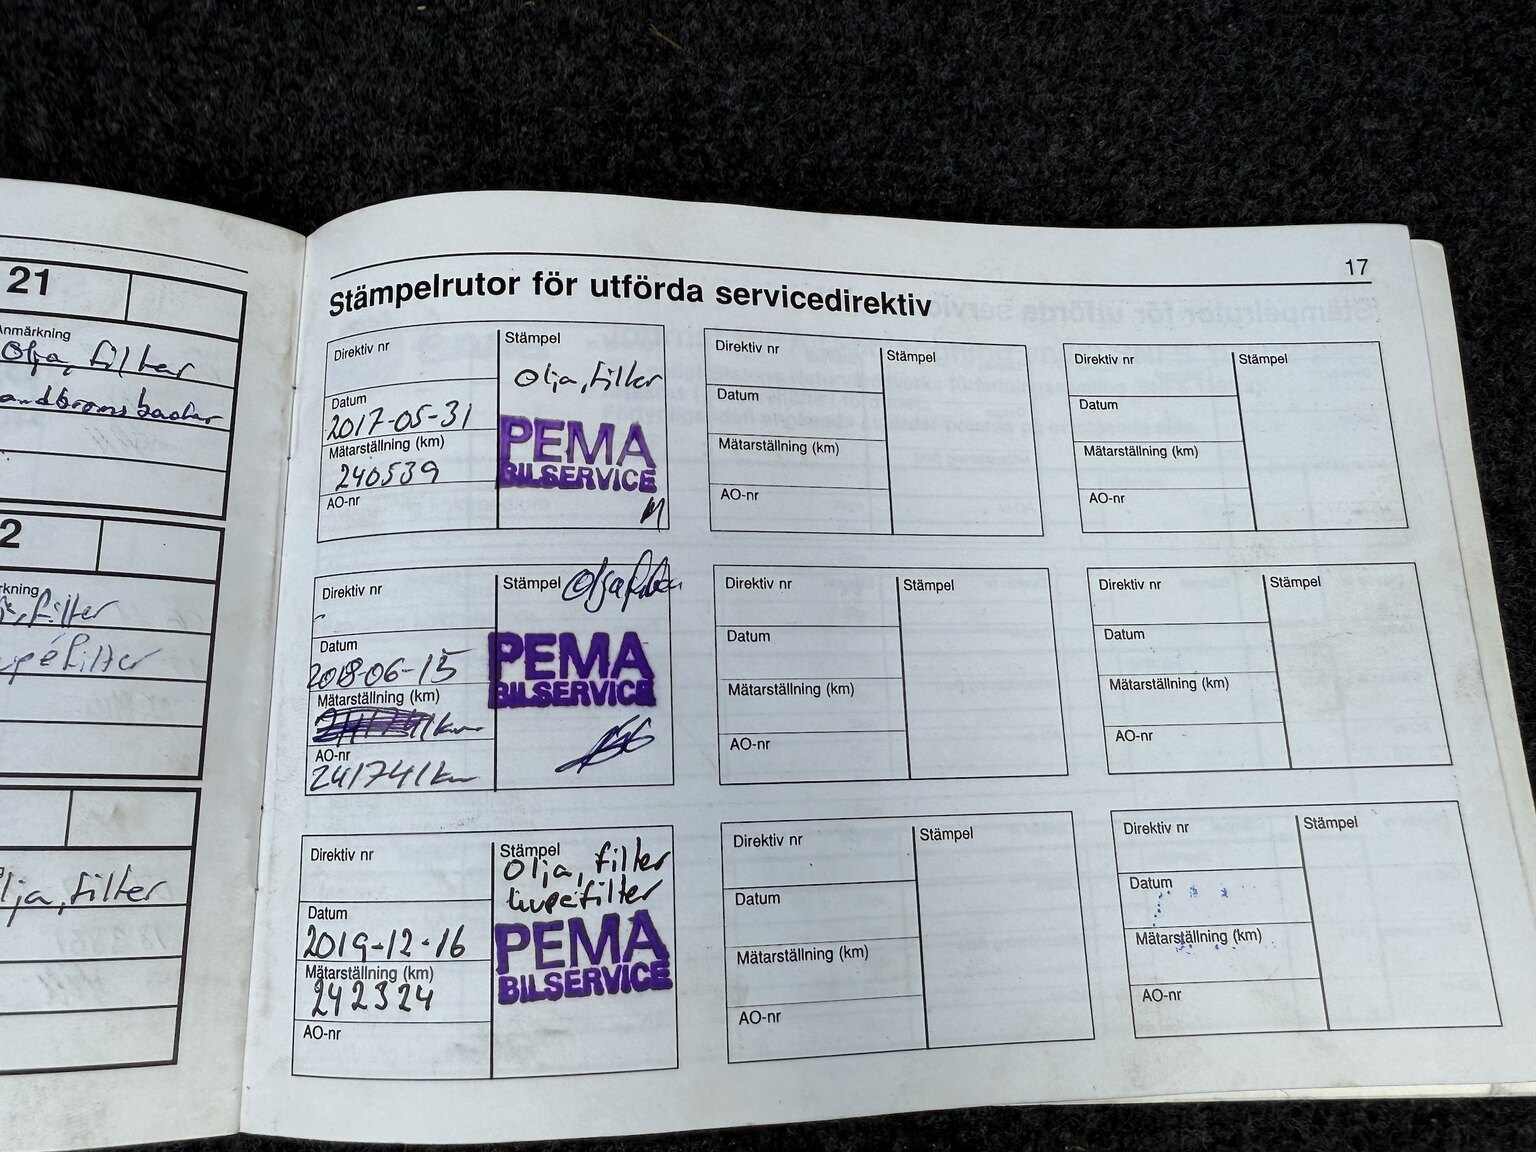 21
Anmärkning
Olja, filter
andbromsbackar
2
rkning
a, filter
upéfilter
lja, filter
17
Stämpelrutor för utförda servicedirektiv
Direktiv nr
Stämpel
Olja, filter
Datum
2017-05-31
Mätarställning (km)
240539
AO-nr
PEMA
BILSERVICE
Direktiv nr
Stämpel
Datum
Mätarställning (km)
AO-nr
Direktiv nr
Stämpel
Datum
Mätarställning (km)
AO-nr
Direktiv nr
Stämpel
Datum
2018-06-15
Mätarställning (km)
AO-nr
241741 km
PEMA
BILSERVICE
Direktiv nr
Stämpel
Datum
Mätarställning (km)
AO-nr
Direktiv nr
Stämpel
Datum
Mätarställning (km)
AO-nr
Direktiv nr
Stämpel
Olja, filter
kupéfilter
Datum
2019-12-16
Mätarställning (km)
242324
AO-nr
PEMA
BILSERVICE
Direktiv nr
Stämpel
Datum
Mätarställning (km)
AO-nr
Direktiv nr
Stämpel
Datum
Mätarställning (km)
AO-nr